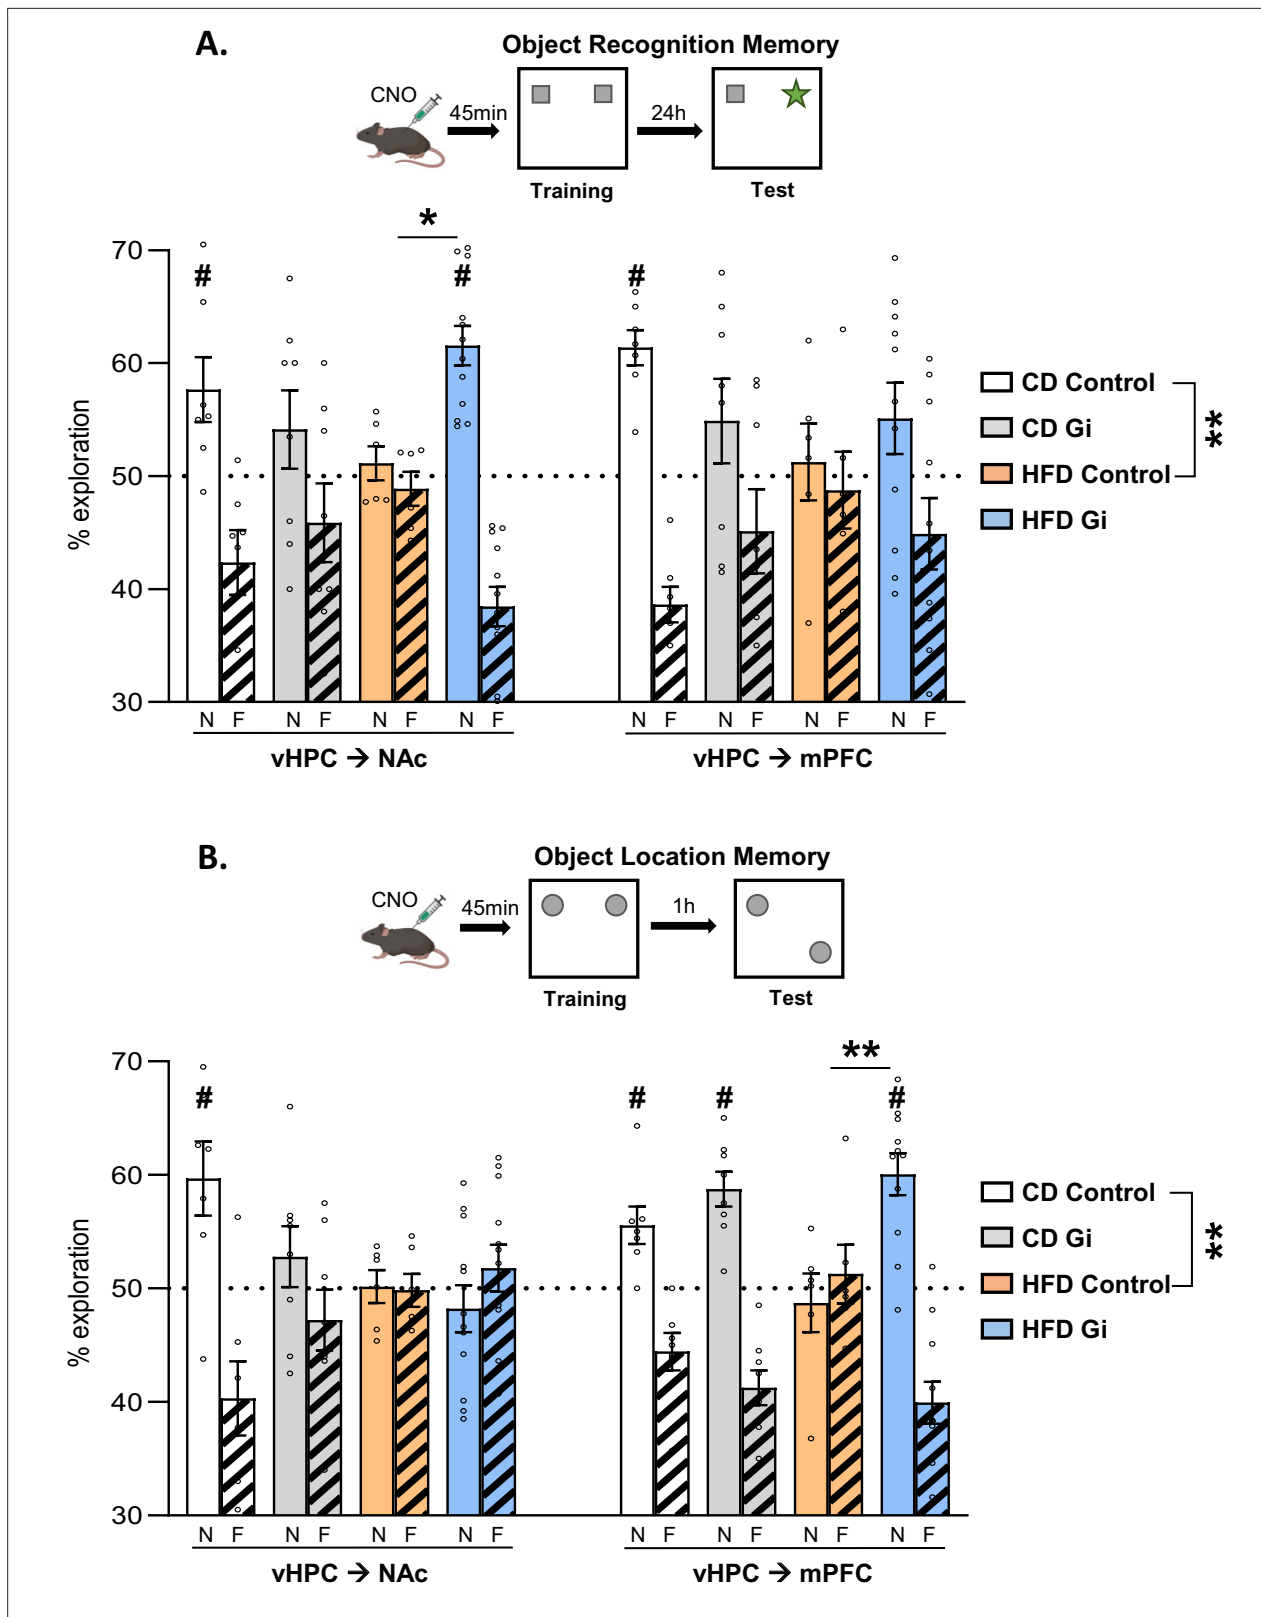 A.
Object Recognition Memory
CNO
45min
24h
Training
Test
*
70
#
#
#
60
50
40
30
% exploration
CD Control
CD Gi
HFD Control
HFD Gi
**
N F N F N F N F N F N F N F N F
vHPC → NAc
vHPC → mPFC
B.
Object Location Memory
CNO
45min
1h
Training
Test
**
70
#
#
#
#
60
50
40
30
% exploration
CD Control
CD Gi
HFD Control
HFD Gi
**
N F N F N F N F N F N F N F N F
vHPC → NAc
vHPC → mPFC